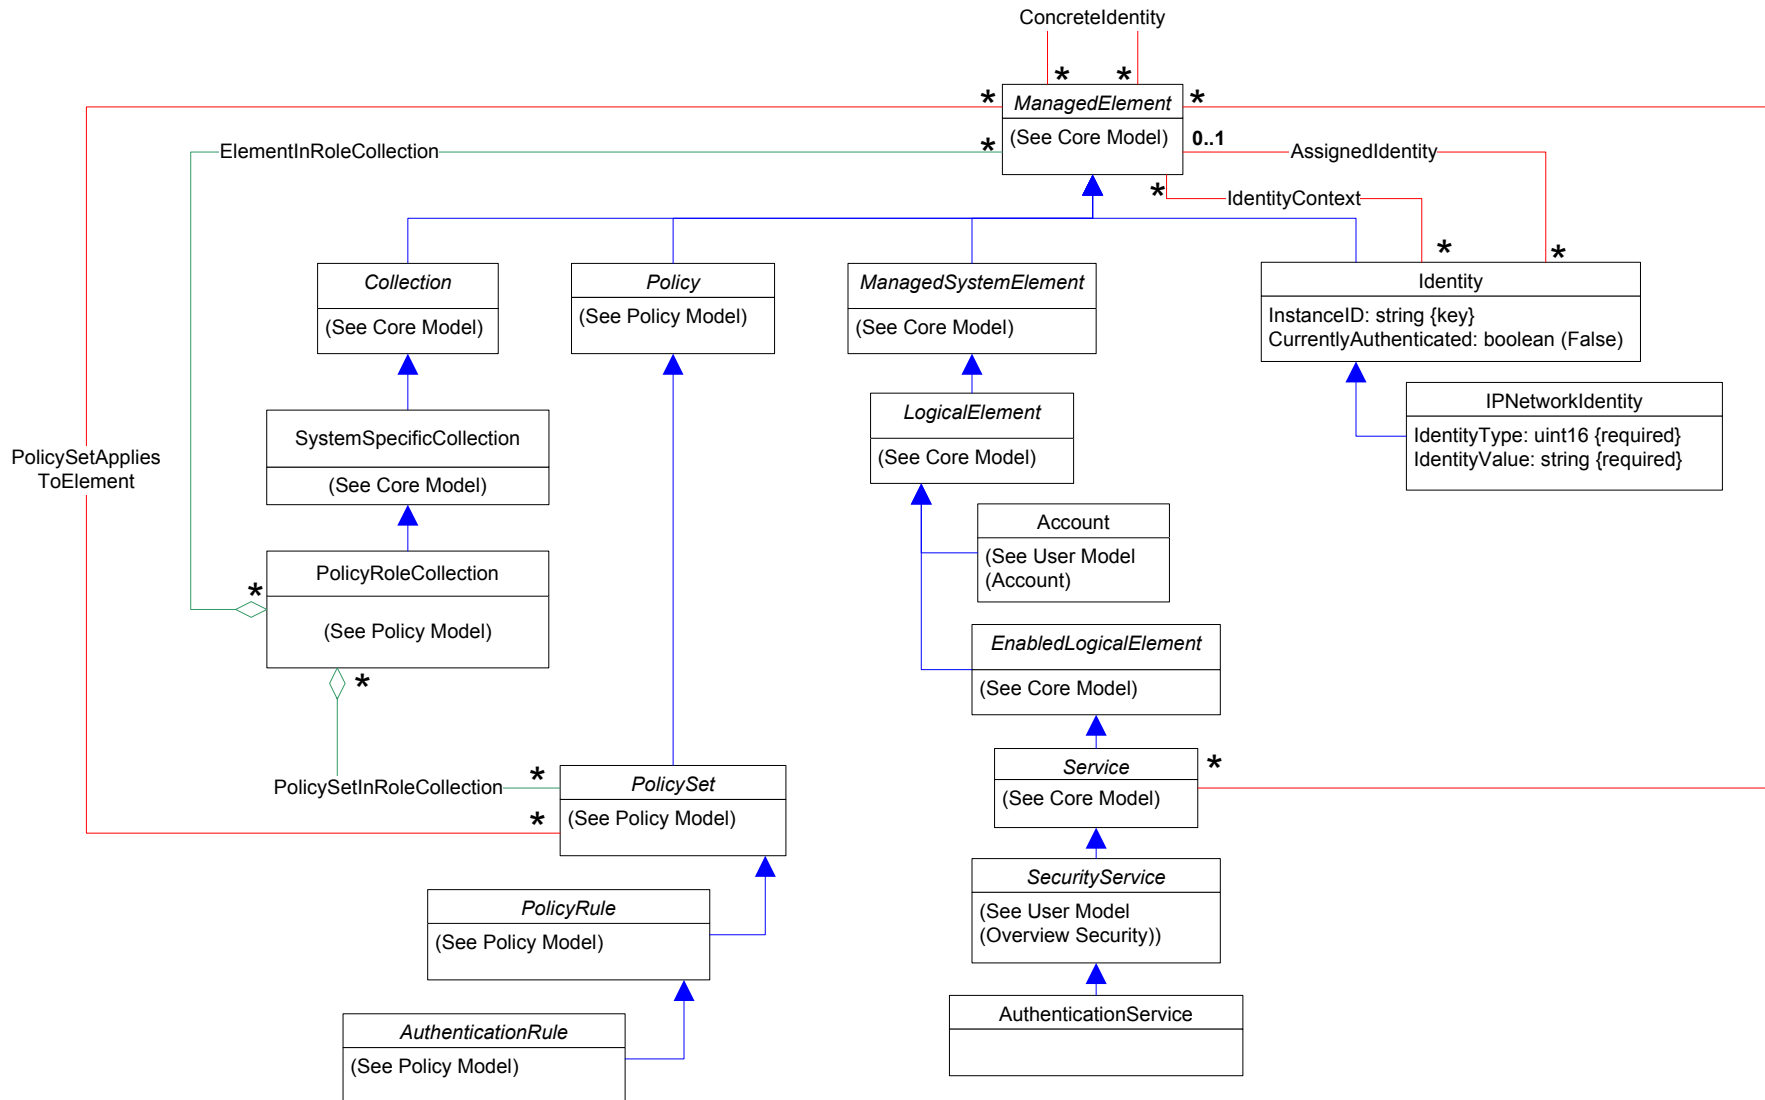 ConcreteIdentity
* *
* ManagedElement *
(See Core Model)
ElementInRoleCollection * 0..1 AssignedIdentity
* IdentityContext
* *
Collection
(See Core Model)
Policy
(See Policy Model)
ManagedSystemElement
(See Core Model)
Identity
InstanceID: string {key}
CurrentlyAuthenticated: boolean (False)
IPNetworkIdentity
IdentityType: uint16 {required}
IdentityValue: string {required}
LogicalElement
(See Core Model)
SystemSpecificCollection
(See Core Model)
PolicySetApplies
ToElement
Account
(See User Model
(Account)
PolicyRoleCollection
*
(See Policy Model)
*
EnabledLogicalElement
(See Core Model)
Service *
(See Core Model)
PolicySetInRoleCollection *
*
PolicySet
(See Policy Model)
SecurityService
(See User Model
(Overview Security))
PolicyRule
(See Policy Model)
AuthenticationService
AuthenticationRule
(See Policy Model)